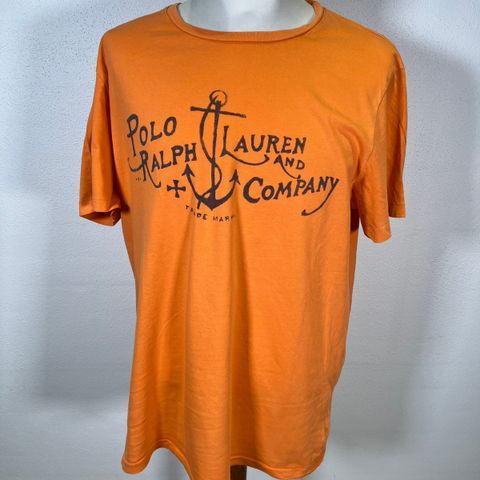 POLO LAUREN
RALPH AND
COMPANY
TRADE MARK